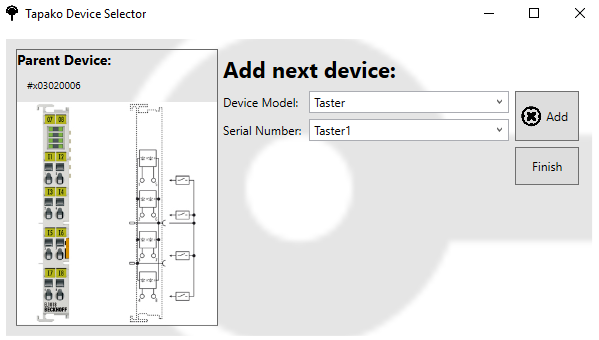 Tapako Device Selector
Parent Device:
#x03020006
07 08
I1 I2
I3 I4
I5 I6
I7 I8
BECKHOFF
Add next device:
Device Model: Taster
Add
Serial Number: Taster1
Finish